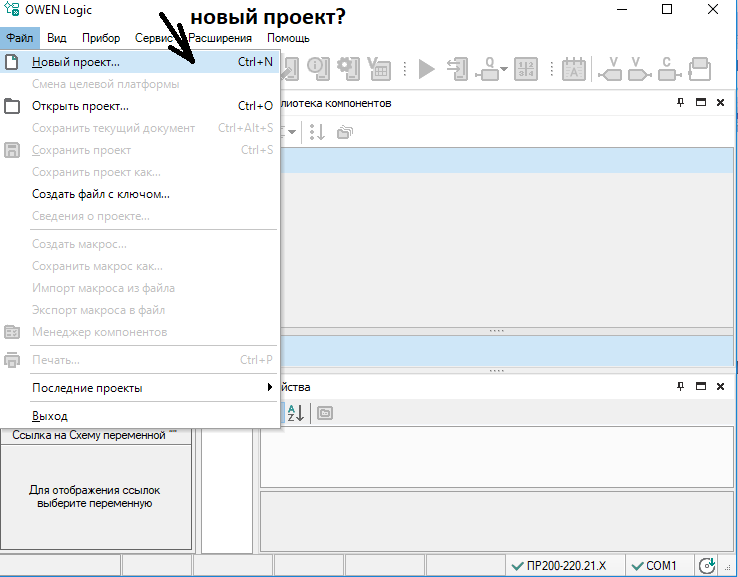 OWEN Logic
новый проект?
Файл Вид Прибор Сервис Расширения Помощь
Новый проект... Ctrl+N
Смена целевой платформы
Открыть проект... Ctrl+O
Сохранить текущий документ Ctrl+Alt+S
Сохранить проект Ctrl+S
Сохранить проект как...
Создать файл с ключом...
Сведения о проекте...
Создать макрос...
Сохранить макрос как...
Импорт макроса из файла
Экспорт макроса в файл
Менеджер компонентов
Печать... Ctrl+P
Последние проекты
Выход
лиотека компонентов
йства
Ссылка на Схему переменной
Для отображения ссылок
выберите переменную
ПР200-220.21.X COM1